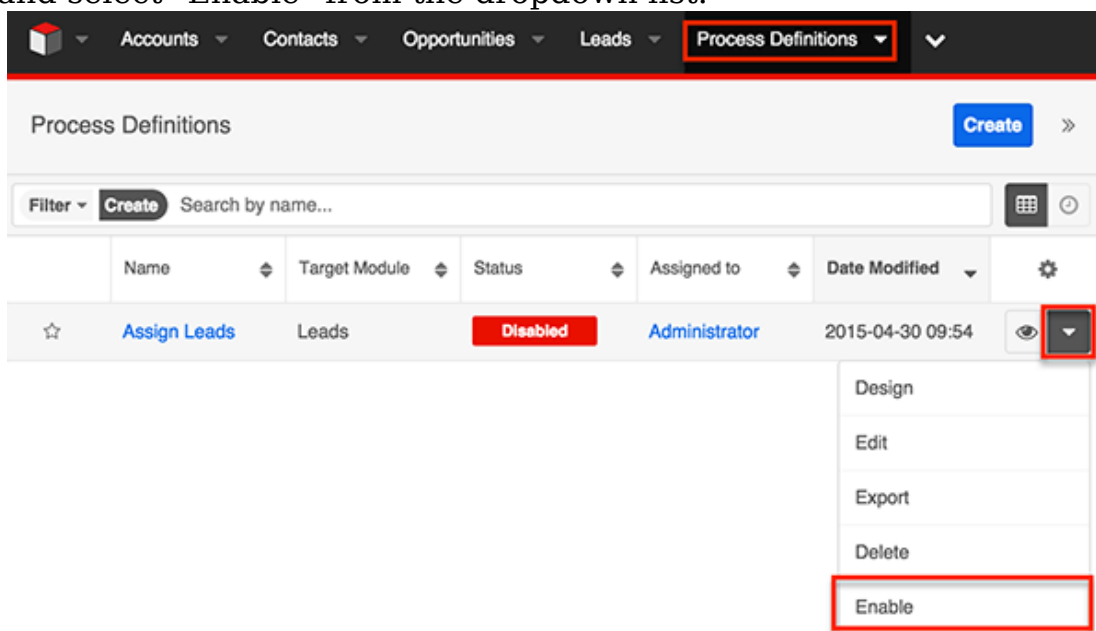 and select "Enable" from the dropdown list.
Accounts Contacts Opportunities Leads Process Definitions
Process Definitions Create
Filter Create Search by name...
Name Target Module Status Assigned to Date Modified
Assign Leads Leads Disabled Administrator 2015-04-30 09:54
Design
Edit
Export
Delete
Enable